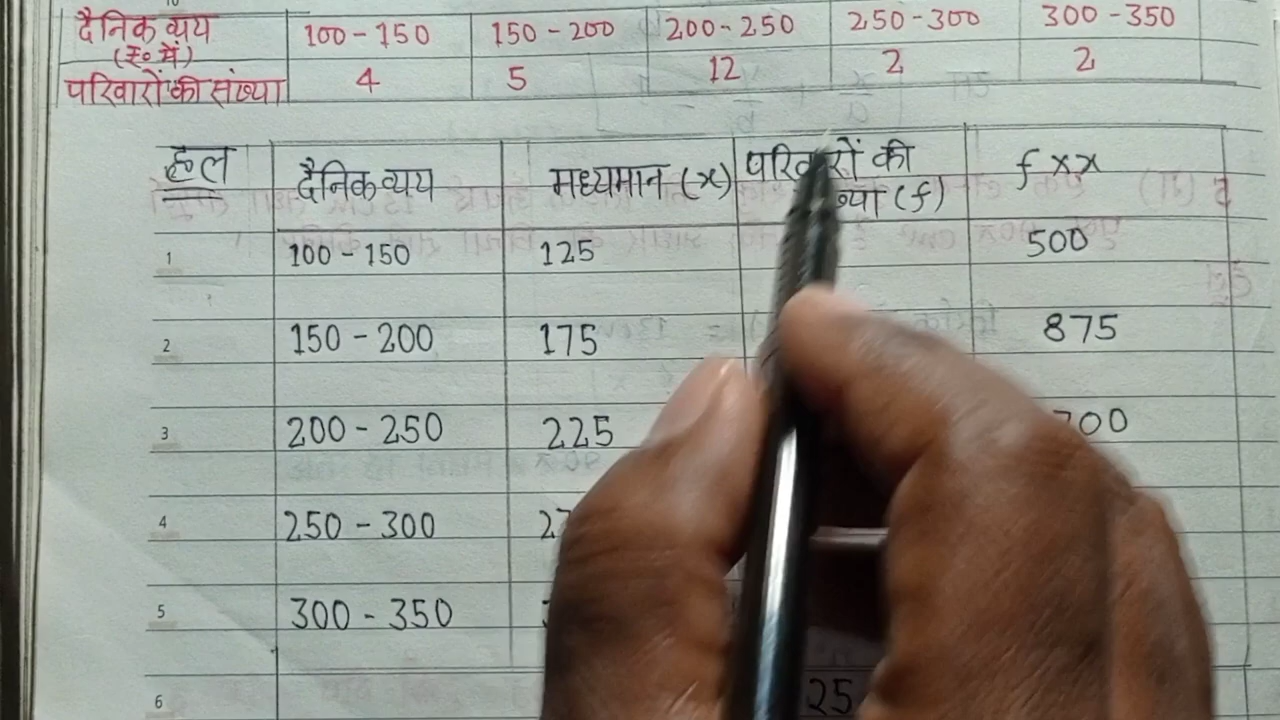 दैनिक व्यय 100-150 150-200 200-250 250-300 300-350
(रु० में)
परिवारों की संख्या 4 5 12 2 2
हल दैनिक व्यय मध्यमान (x) परिवारों की f×x
(f)
1 100-150 125 500
2 150-200 175 875
3 200-250 225
4 250-300
5 300-350
6 25